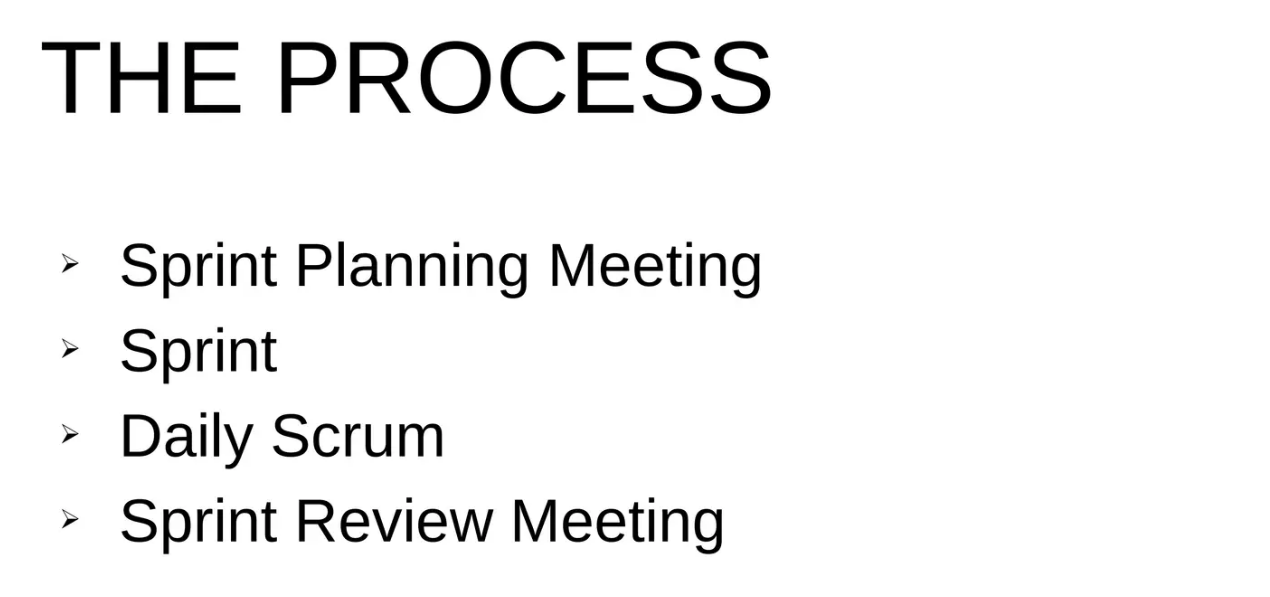 THE PROCESS
➢ Sprint Planning Meeting
➢ Sprint
➢ Daily Scrum
➢ Sprint Review Meeting